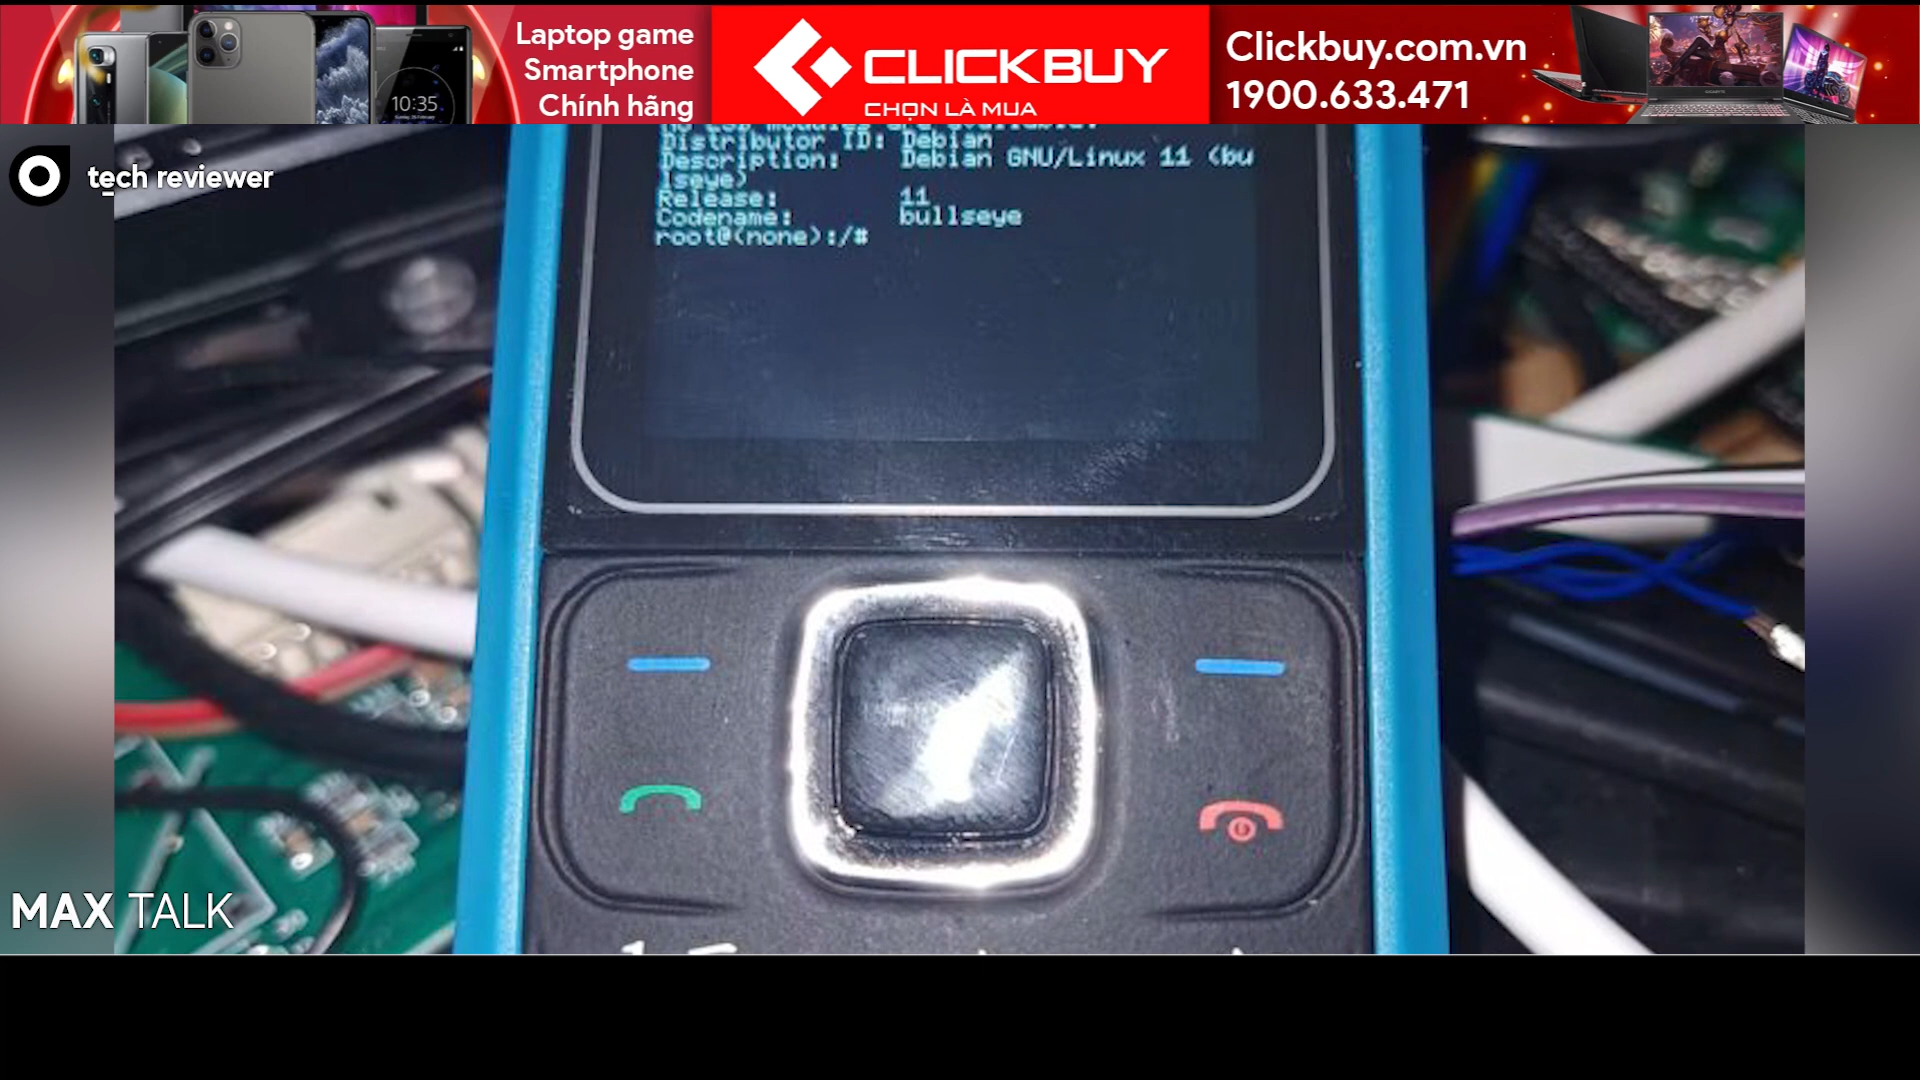 Laptop game
Smartphone
Chính hãng
10:35
CLICKBUY
CHỌN LÀ MUA
Clickbuy.com.vn
1900.633.471
tech reviewer
Distributor ID: Debian
Description: Debian GNU/Linux 11 (bu
lseye)
Release: 11
Codename: bullseye
root@(none):/#
MAX TALK